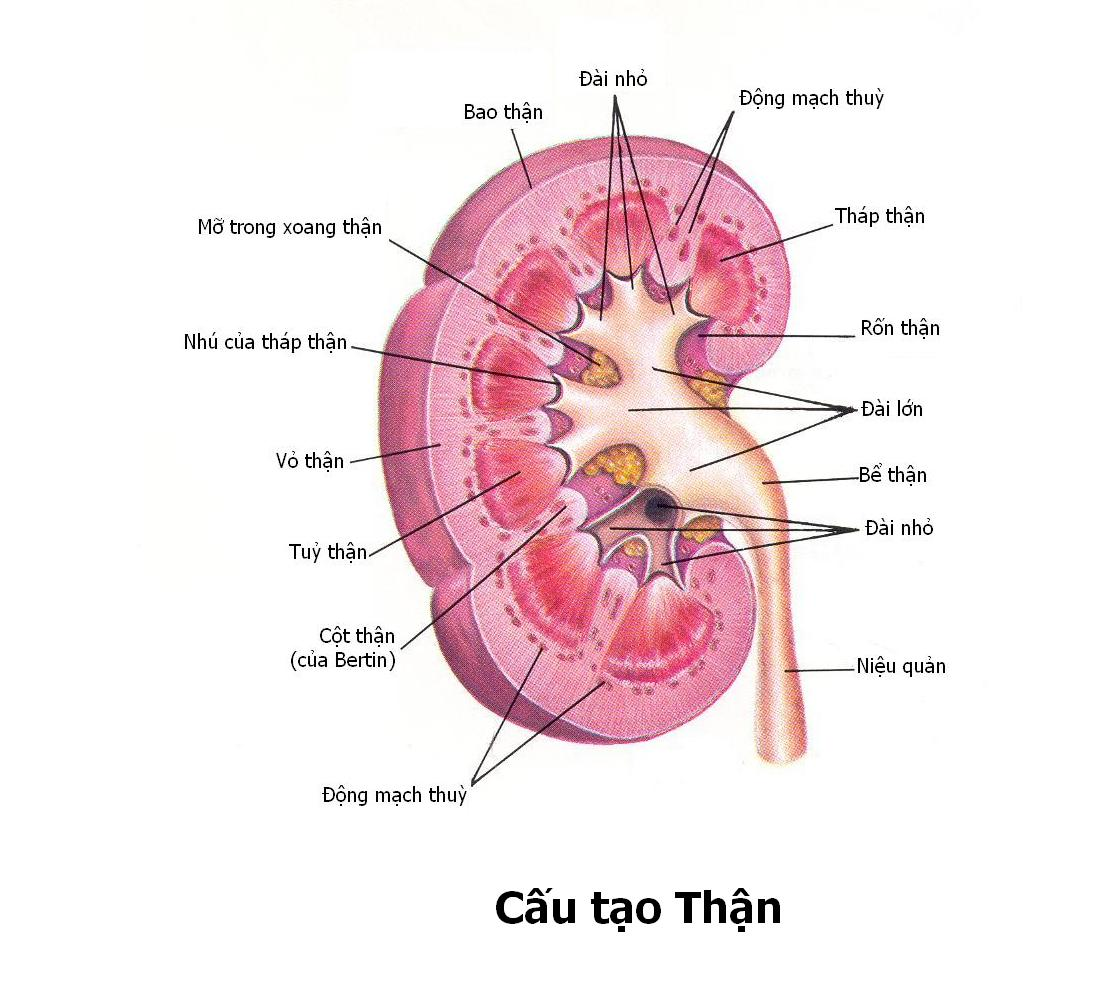 Đài nhỏ
Động mạch thuỳ
Bao thận
Tháp thận
Mỡ trong xoang thận
Rốn thận
Nhú của tháp thận
Đài lớn
Vỏ thận
Bể thận
Đài nhỏ
Tuỷ thận
Cột thận
(của Bertin)
Niệu quản
Động mạch thuỳ
Cấu tạo Thận